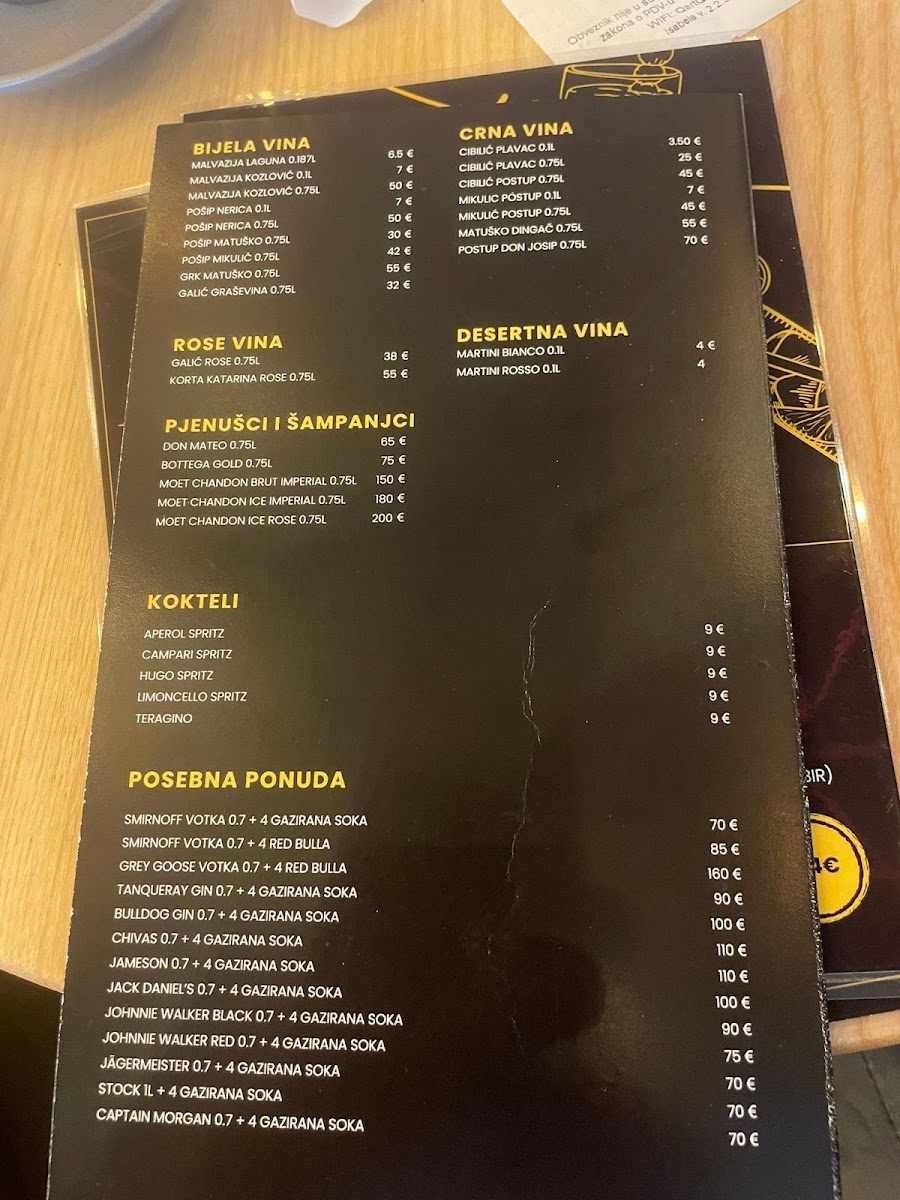 Obveznik nije u
zakona o PDV-u
WIFI:
Isabela v. 2.2.
BIJELA VINA
MALVAZIJA LAGUNA 0.187L 6.5 €
MALVAZIJA KOZLOVIĆ 0.1L 7 €
MALVAZIJA KOZLOVIĆ 0.75L 50 €
POŠIP NERICA 0.1L 7 €
POŠIP NERICA 0.75L 50 €
POŠIP MATUŠKO 0.75L 30 €
POŠIP MIKULIĆ 0.75L 42 €
GRK MATUŠKO 0.75L 55 €
GALIĆ GRAŠEVINA 0.75L 32 €
CRNA VINA
CIBILIĆ PLAVAC 0.1L 3.50 €
CIBILIĆ PLAVAC 0.75L 25 €
CIBILIĆ POSTUP 0.75L 45 €
MIKULIC PÓSTUP 0.1L 7 €
MIKULIĆ POSTUP 0.75L 45 €
MATUŠKO DINGAČ 0.75L 55 €
POSTUP DON JOSIP 0.75L 70 €
ROSE VINA
GALIĆ ROSE 0.75L 38 €
KORTA KATARINA ROSE 0.75L 55 €
DESERTNA VINA
MARTINI BIANCO 0.1L 4 €
MARTINI ROSSO 0.1L 4
PJENUŠCI I ŠAMPANJCI
DON MATEO 0.75L 65 €
BOTTEGA GOLD 0.75L 75 €
MOET CHANDON BRUT IMPERIAL 0.75L 150 €
MOET CHANDON ICE IMPERIAL 0.75L 180 €
MOET CHANDON ICE ROSE 0.75L 200 €
KOKTELI
APEROL SPRITZ 9 €
CAMPARI SPRITZ 9 €
HUGO SPRITZ 9 €
LIMONCELLO SPRITZ 9 €
TERAGINO 9 €
POSEBNA PONUDA
SMIRNOFF VOTKA 0.7 + 4 GAZIRANA SOKA 70 €
SMIRNOFF VOTKA 0.7 + 4 RED BULLA 85 €
GREY GOOSE VOTKA 0.7 + 4 RED BULLA 160 €
TANQUERAY GIN 0.7 + 4 GAZIRANA SOKA 90 €
BULLDOG GIN 0.7 + 4 GAZIRANA SOKA 100 €
CHIVAS 0.7 + 4 GAZIRANA SOKA 110 €
JAMESON 0.7 + 4 GAZIRANA SOKA 110 €
JACK DANIEL'S 0.7 + 4 GAZIRANA SOKA 100 €
JOHNNIE WALKER BLACK 0.7 + 4 GAZIRANA SOKA 90 €
JOHNNIE WALKER RED 0.7 + 4 GAZIRANA SOKA 75 €
JÄGERMEISTER 0.7 + 4 GAZIRANA SOKA 70 €
STOCK 1L + 4 GAZIRANA SOKA 70 €
CAPTAIN MORGAN 0.7 + 4 GAZIRANA SOKA 70 €
BIR)
4€